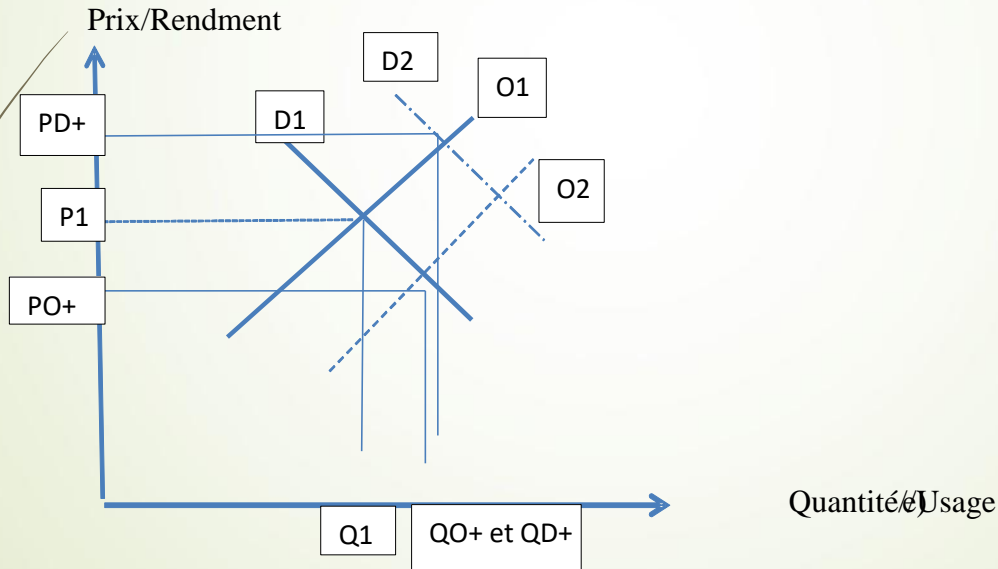 Prix/Rendment
D2
O1
D1
PD+
O2
P1
PO+
Quantité/Usage
Q1
QO+ et QD+